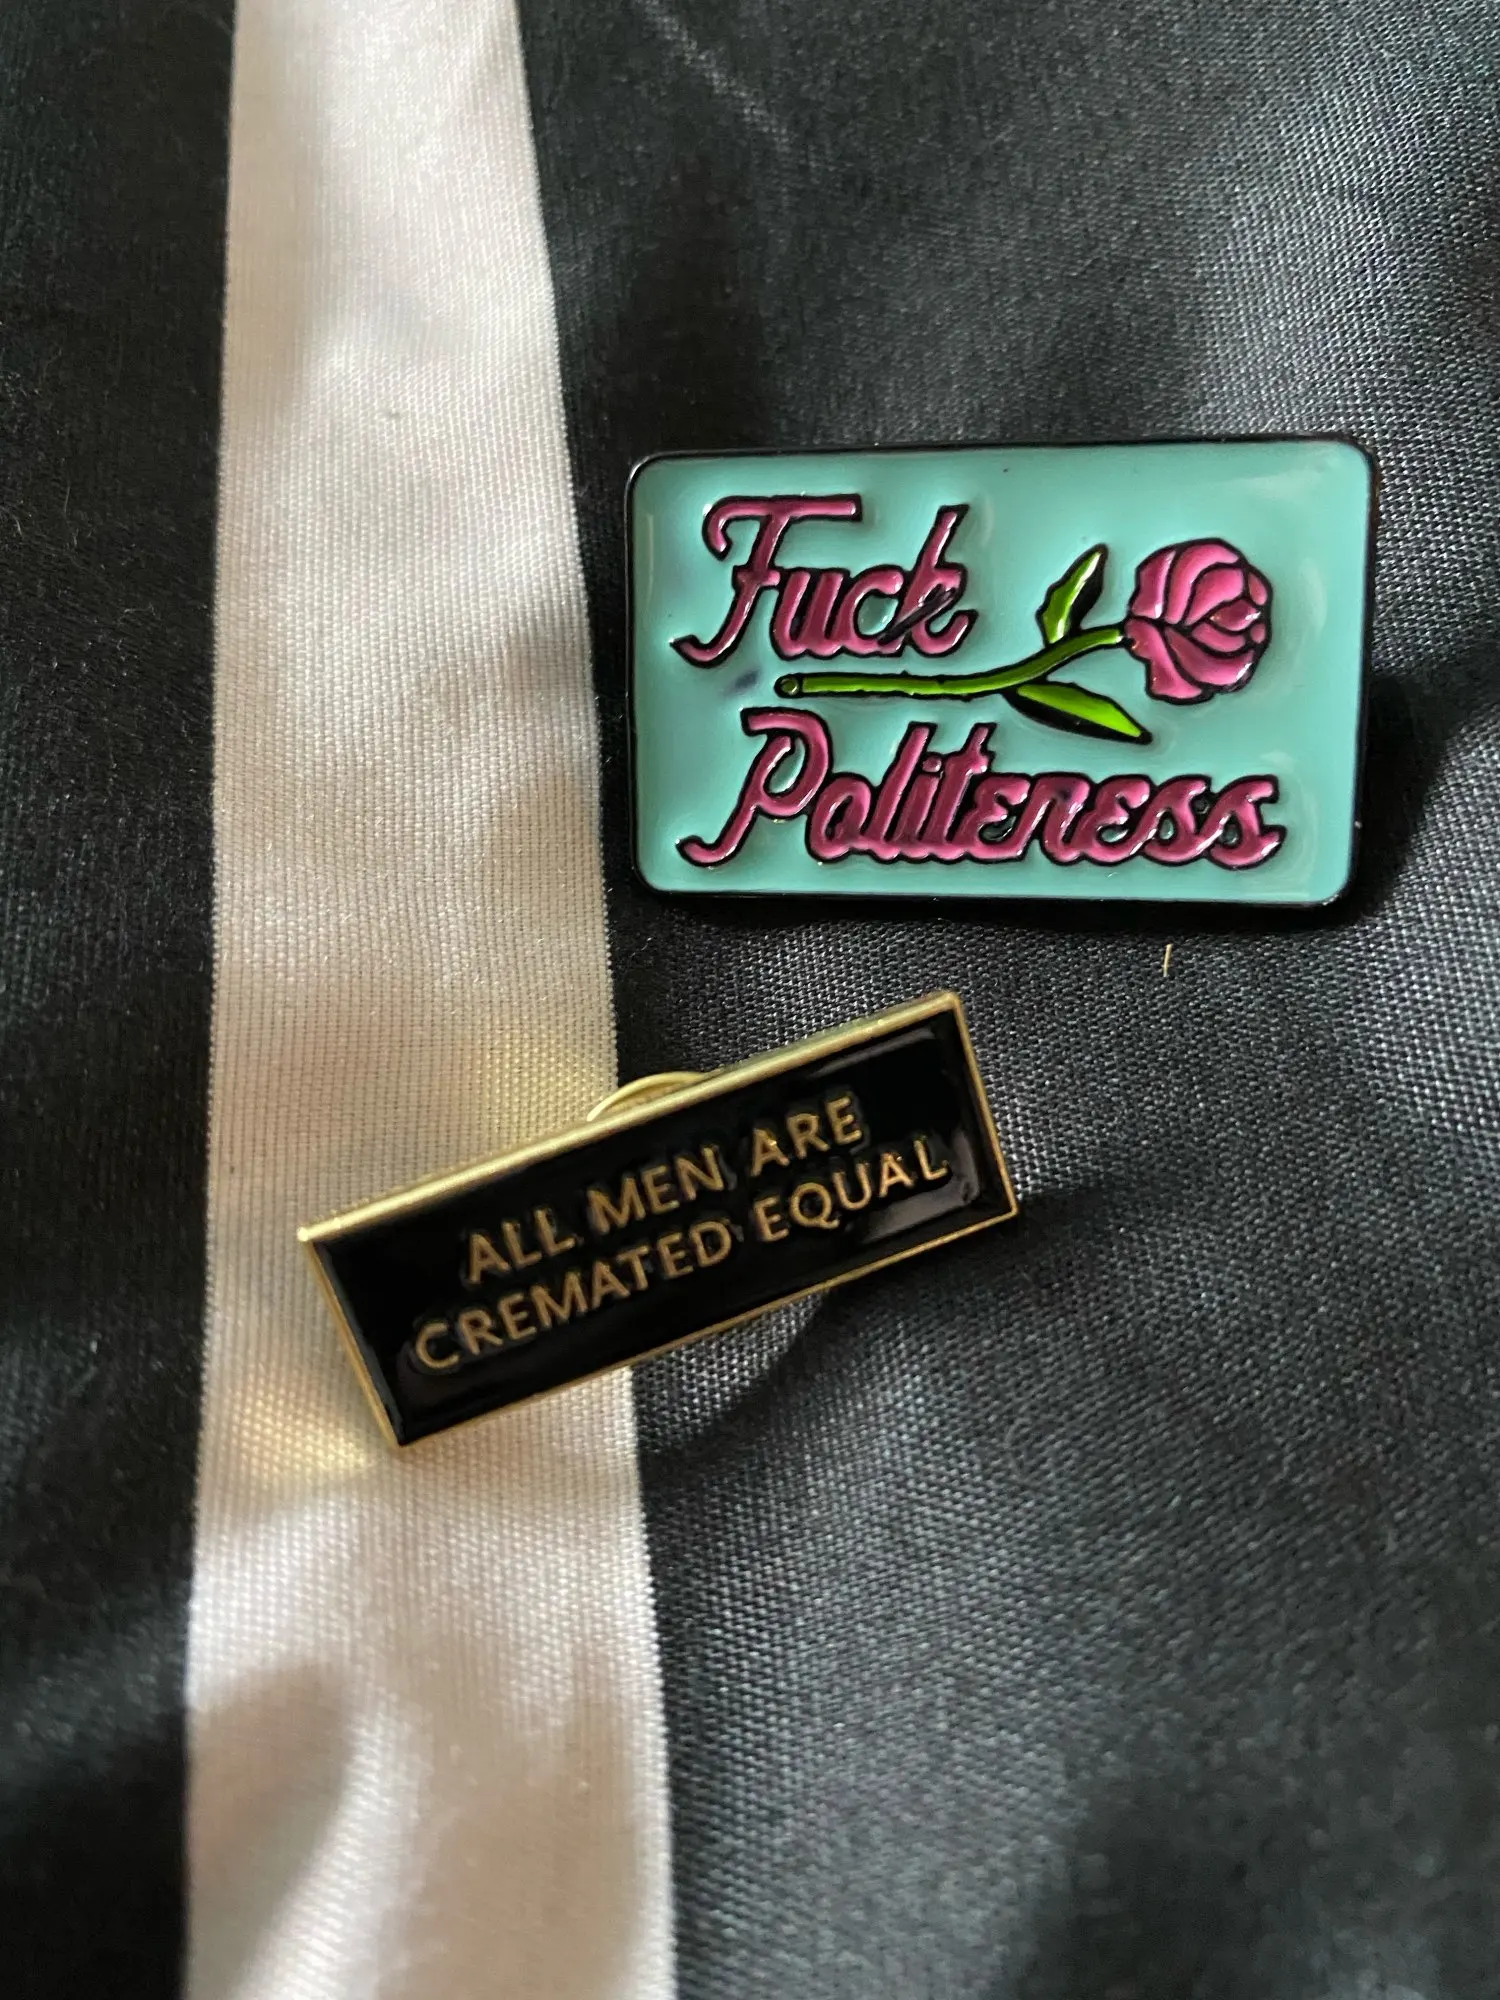 Fuck
Politeness
ALL MEN ARE
CREMATED EQUAL